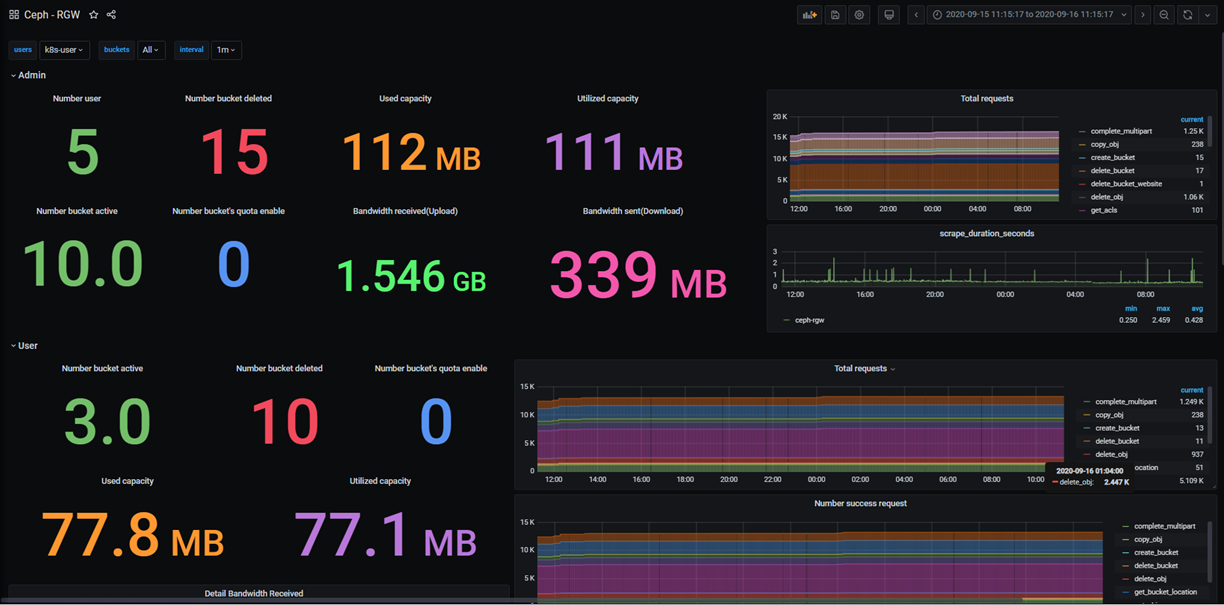 Ceph - RGW
2020-09-15 11:15:17 to 2020-09-16 11:15:17
users k8s-user buckets All interval 1m
Admin
Number user
5
Number bucket deleted
15
Used capacity
112 MB
Utilized capacity
111 MB
Number bucket active
10.0
Number bucket's quota enable
0
Bandwidth received(Upload)
1.546 GB
Bandwidth sent(Download)
339 MB
Total requests
20 K
15 K
10 K
5 K
0
12:00 16:00 20:00 00:00 04:00 08:00
current
complete_multipart 1.25 K
copy_obj 238
create_bucket 15
delete_bucket 17
delete_bucket_website 1
delete_obj 1.06 K
get_acls 101
scrape_duration_seconds
3
2
1
0
12:00 16:00 20:00 00:00 04:00 08:00
min max avg
ceph-rgw 0.250 2.459 0.428
User
Number bucket active
3.0
Number bucket deleted
10
Number bucket's quota enable
0
Used capacity
77.8 MB
Utilized capacity
77.1 MB
Detail Bandwidth Received
Total requests
15 K
10 K
5 K
0
12:00 14:00 16:00 18:00 20:00 22:00 00:00 02:00 04:00 06:00 08:00 10:00
current
complete_multipart 1.249 K
copy_obj 238
create_bucket 13
delete_bucket 11
delete_obj 937
ocation 51
5.109 K
2020-09-16 01:04:00
delete_obj: 2.447 K
Number success request
15 K
10 K
5 K
complete_multipart
copy_obj
create_bucket
delete_bucket
delete_obj
get_bucket_location